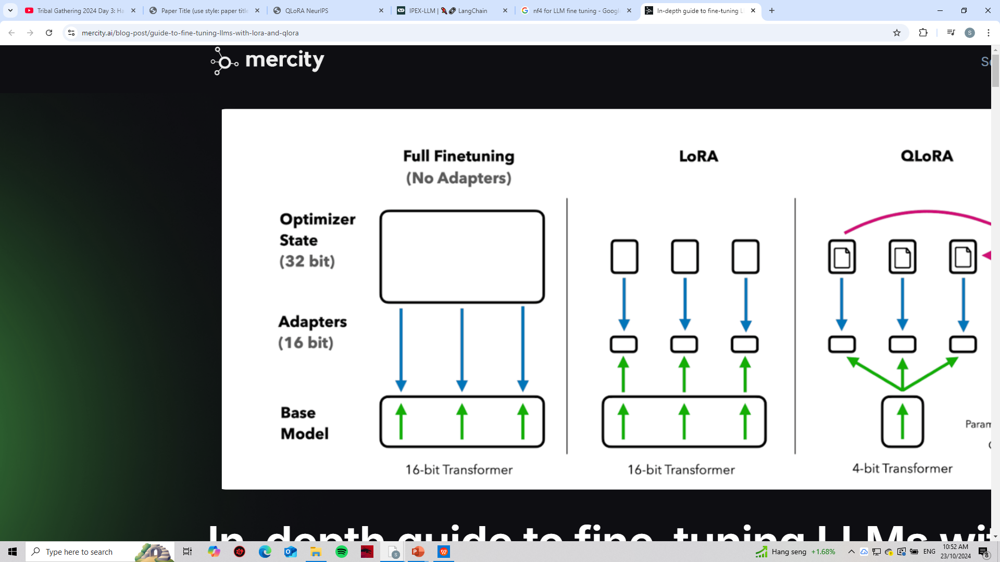 Tribal Gathering 2024 Day 3: Ha
Paper Title (use style: paper title
QLoRA NeurIPS
IPEX-LLM | 🦜🔗 LangChain
nf4 for LLM fine tuning - Googl
In-depth guide to fine-tuning L
mercity.ai/blog-post/guide-to-fine-tuning-llms-with-lora-and-qlora
S
mercity
Full Finetuning
(No Adapters)
LoRA
QLoRA
Optimizer
State
(32 bit)
Adapters
(16 bit)
Base
Model
Param
16-bit Transformer
16-bit Transformer
4-bit Transformer
In-depth guide to fine-tuning LLMs wit
Type here to search
S
Hang seng +1.68%
ENG
10:52 AM
23/10/2024
8